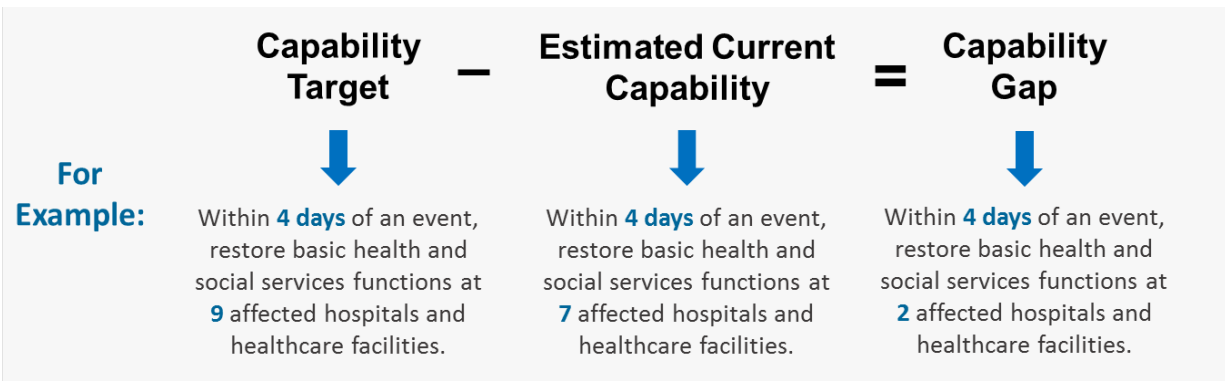 Capability
Target
–
Estimated Current
Capability
=
Capability
Gap
For
Example:
Within 4 days of an event,
restore basic health and
social services functions at
9 affected hospitals and
healthcare facilities.
Within 4 days of an event,
restore basic health and
social services functions at
7 affected hospitals and
healthcare facilities.
Within 4 days of an event,
restore basic health and
social services functions at
2 affected hospitals and
healthcare facilities.